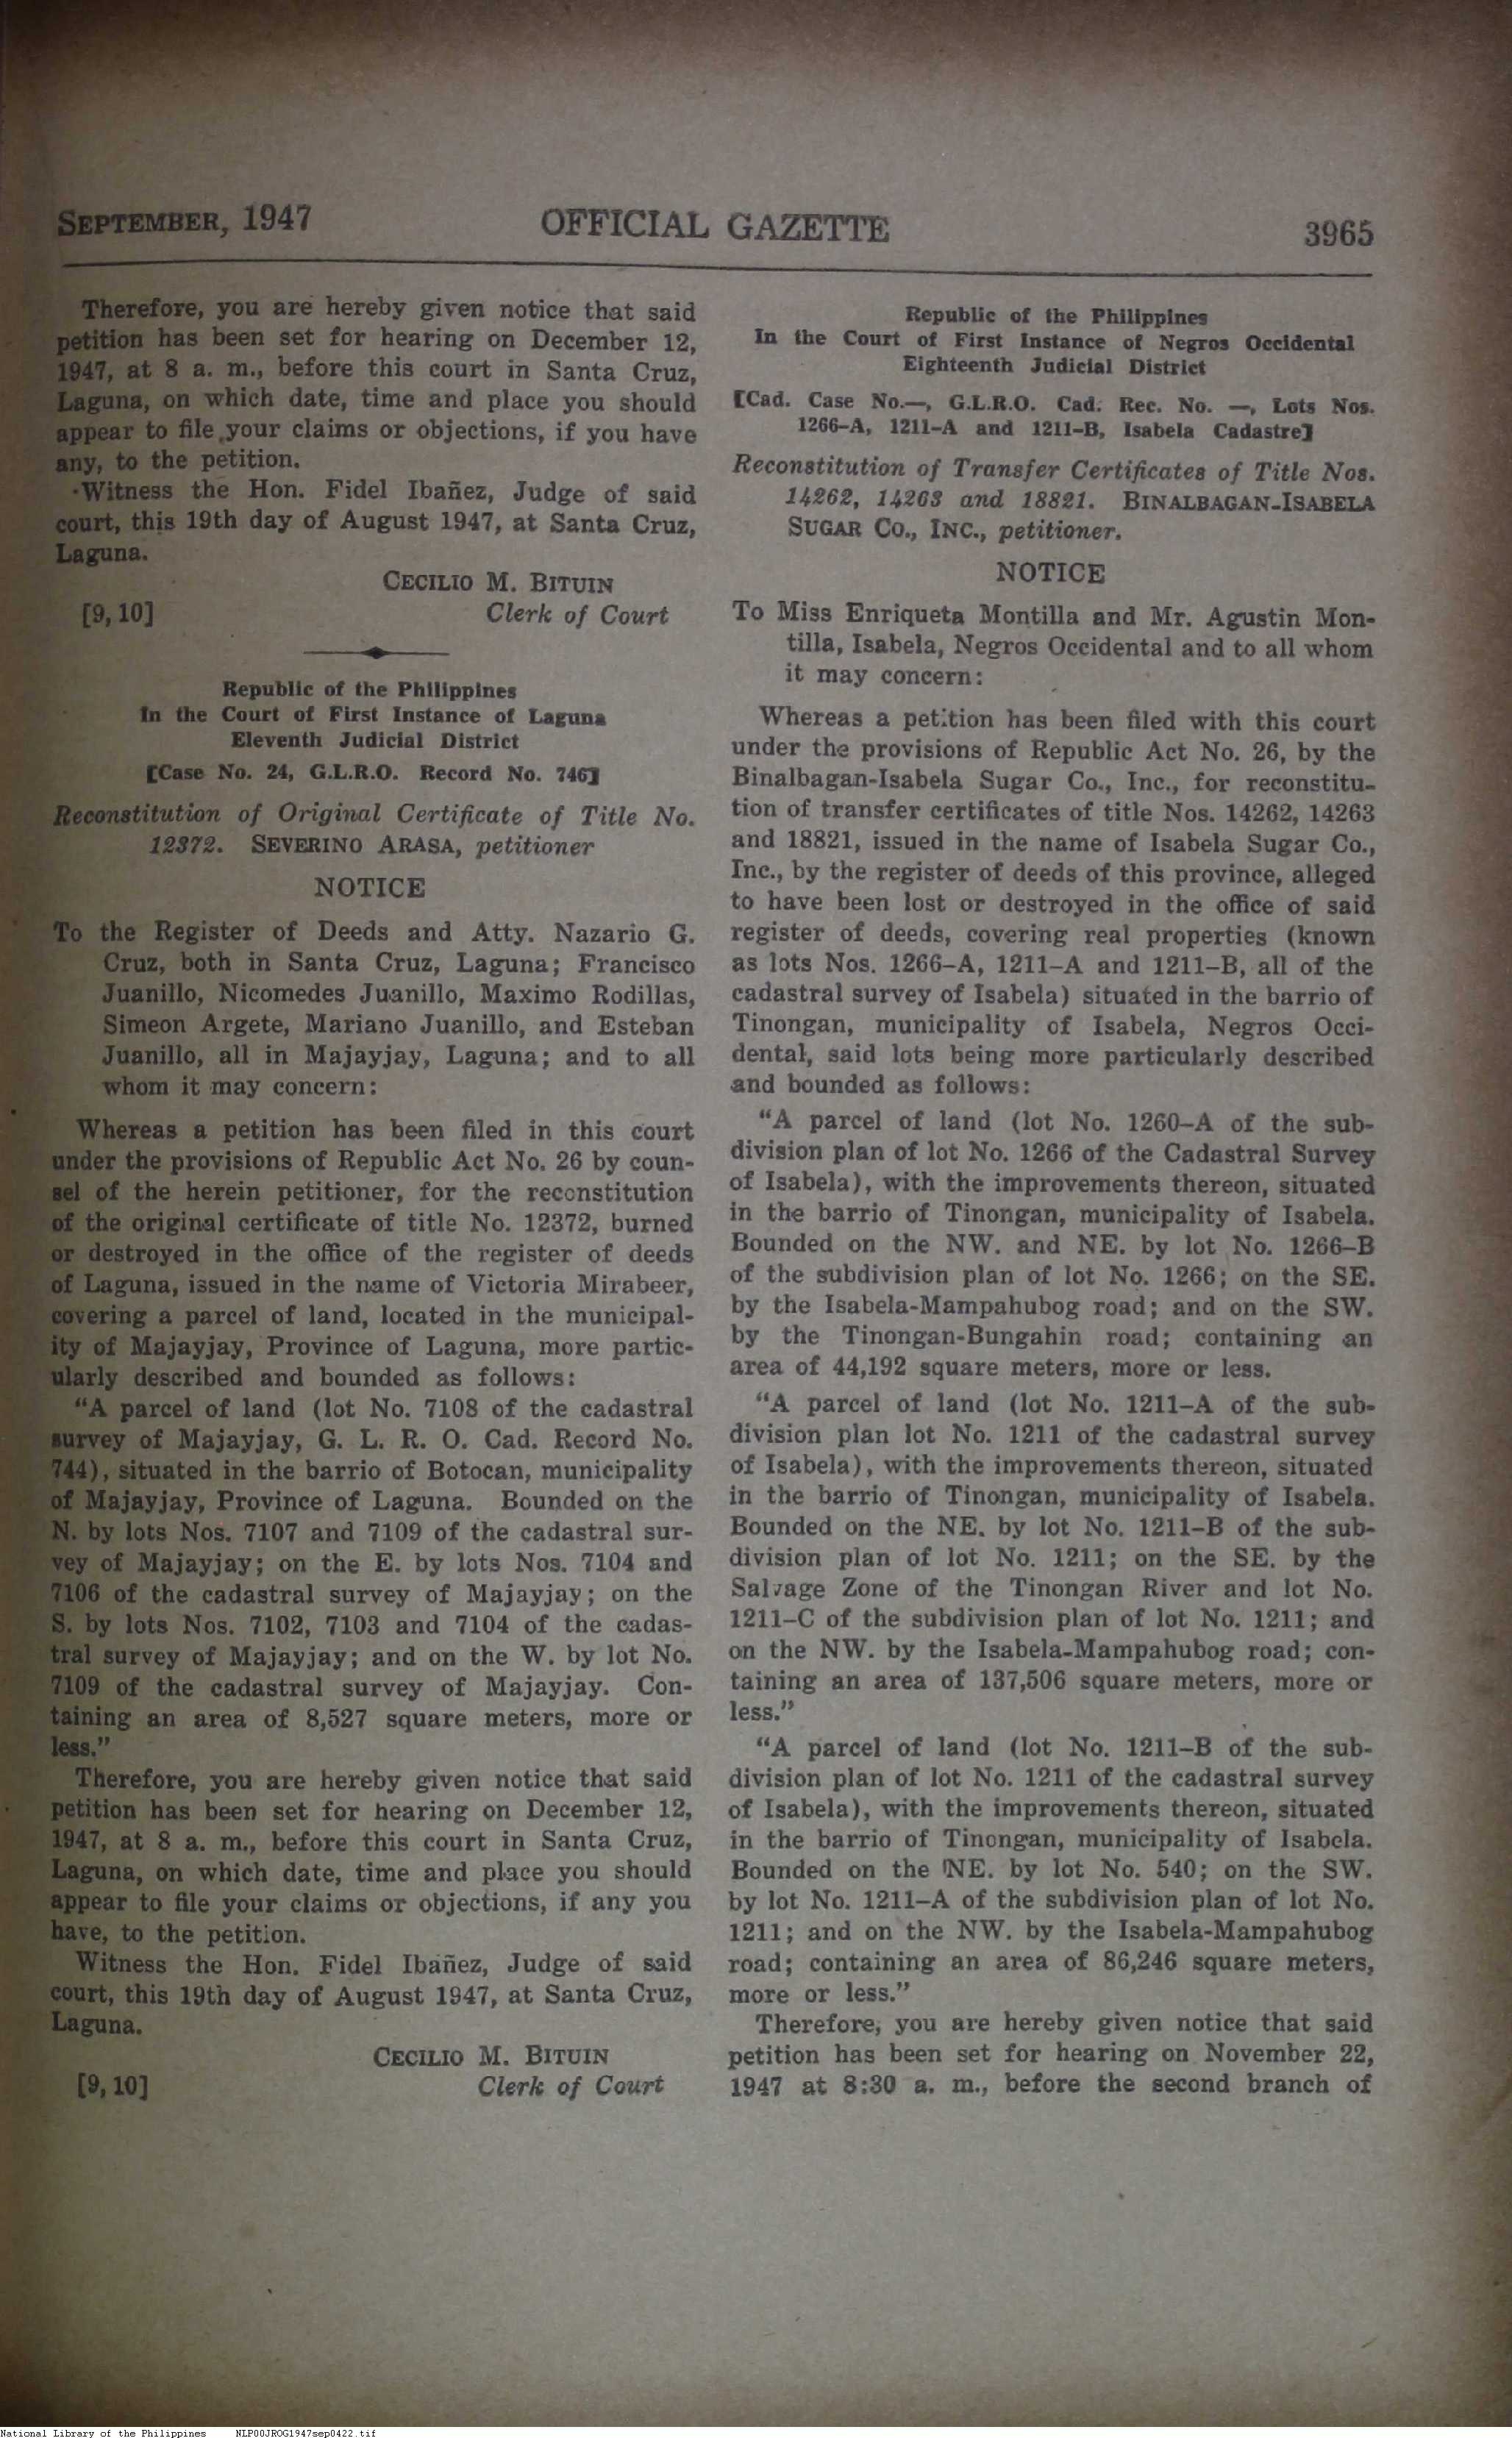 SEPTEMBER, 1947 OFFICIAL GAZETTE 3965
Therefore, you are hereby given notice that said
petition has been set for hearing on December 12,
1947, at 8 a. m., before this court in Santa Cruz,
Laguna, on which date, time and place you should
appear to file your claims or objections, if you have
any, to the petition.
Witness the Hon. Fidel Ibañez, Judge of said
court, this 19th day of August 1947, at Santa Cruz,
Laguna.
CECILIO M. BITUIN
[9, 10] Clerk of Court
Republic of the Philippines
In the Court of First Instance of Laguna
Eleventh Judicial District
[Case No. 24, G.L.R.O. Record No. 746]
Reconstitution of Original Certificate of Title No.
12372. SEVERINO ARASA, petitioner
NOTICE
To the Register of Deeds and Atty. Nazario G.
Cruz, both in Santa Cruz, Laguna; Francisco
Juanillo, Nicomedes Juanillo, Maximo Rodillas,
Simeon Argete, Mariano Juanillo, and Esteban
Juanillo, all in Majayjay, Laguna; and to all
whom it may concern:
Whereas a petition has been filed in this court
under the provisions of Republic Act No. 26 by coun-
sel of the herein petitioner, for the reconstitution
of the original certificate of title No. 12372, burned
or destroyed in the office of the register of deeds
of Laguna, issued in the name of Victoria Mirabeer,
covering a parcel of land, located in the municipal-
ity of Majayjay, Province of Laguna, more partic-
ularly described and bounded as follows:
"A parcel of land (lot No. 7108 of the cadastral
survey of Majayjay, G. L. R. O. Cad. Record No.
744), situated in the barrio of Botocan, municipality
of Majayjay, Province of Laguna. Bounded on the
N. by lots Nos. 7107 and 7109 of the cadastral sur-
vey of Majayjay; on the E. by lots Nos. 7104 and
7106 of the cadastral survey of Majayjay; on the
S. by lots Nos. 7102, 7103 and 7104 of the cadas-
tral survey of Majayjay; and on the W. by lot No.
7109 of the cadastral survey of Majayjay. Con-
taining an area of 8,527 square meters, more or
less."
Therefore, you are hereby given notice that said
petition has been set for hearing on December 12,
1947, at 8 a. m., before this court in Santa Cruz,
Laguna, on which date, time and place you should
appear to file your claims or objections, if any you
have, to the petition.
Witness the Hon. Fidel Ibañez, Judge of said
court, this 19th day of August 1947, at Santa Cruz,
Laguna.
CECILIO M. BITUIN
[9, 10] Clerk of Court
Republic of the Philippines
In the Court of First Instance of Negros Occidental
Eighteenth Judicial District
[Cad. Case No.—, G.L.R.O. Cad. Rec. No. —, Lots Nos.
1266–A, 1211–A and 1211–B, Isabela Cadastre]
Reconstitution of Transfer Certificates of Title Nos.
14262, 14263 and 18821. BINALBAGAN-ISABELA
SUGAR CO., INC., petitioner.
NOTICE
To Miss Enriqueta Montilla and Mr. Agustin Mon-
tilla, Isabela, Negros Occidental and to all whom
it may concern:
Whereas a petition has been filed with this court
under the provisions of Republic Act No. 26, by the
Binalbagan-Isabela Sugar Co., Inc., for reconstitu-
tion of transfer certificates of title Nos. 14262, 14263
and 18821, issued in the name of Isabela Sugar Co.,
Inc., by the register of deeds of this province, alleged
to have been lost or destroyed in the office of said
register of deeds, covering real properties (known
as lots Nos. 1266–A, 1211–A and 1211–B, all of the
cadastral survey of Isabela) situated in the barrio of
Tinongan, municipality of Isabela, Negros Occi-
dental, said lots being more particularly described
and bounded as follows:
"A parcel of land (lot No. 1260–A of the sub-
division plan of lot No. 1266 of the Cadastral Survey
of Isabela), with the improvements thereon, situated
in the barrio of Tinongan, municipality of Isabela.
Bounded on the NW. and NE. by lot No. 1266–B
of the subdivision plan of lot No. 1266; on the SE.
by the Isabela-Mampahubog road; and on the SW.
by the Tinongan-Bungahin road; containing an
area of 44,192 square meters, more or less.
"A parcel of land (lot No. 1211–A of the sub-
division plan lot No. 1211 of the cadastral survey
of Isabela), with the improvements thereon, situated
in the barrio of Tinongan, municipality of Isabela.
Bounded on the NE. by lot No. 1211–B of the sub-
division plan of lot No. 1211; on the SE. by the
Salvage Zone of the Tinongan River and lot No.
1211–C of the subdivision plan of lot No. 1211; and
on the NW. by the Isabela-Mampahubog road; con-
taining an area of 137,506 square meters, more or
less."
"A parcel of land (lot No. 1211–B of the sub-
division plan of lot No. 1211 of the cadastral survey
of Isabela), with the improvements thereon, situated
in the barrio of Tinongan, municipality of Isabela.
Bounded on the NE. by lot No. 540; on the SW.
by lot No. 1211–A of the subdivision plan of lot No.
1211; and on the NW. by the Isabela-Mampahubog
road; containing an area of 86,246 square meters,
more or less."
Therefore, you are hereby given notice that said
petition has been set for hearing on November 22,
1947 at 8:30 a. m., before the second branch of
National Library of the Philippines NLP00JROG1947sep0422.tif